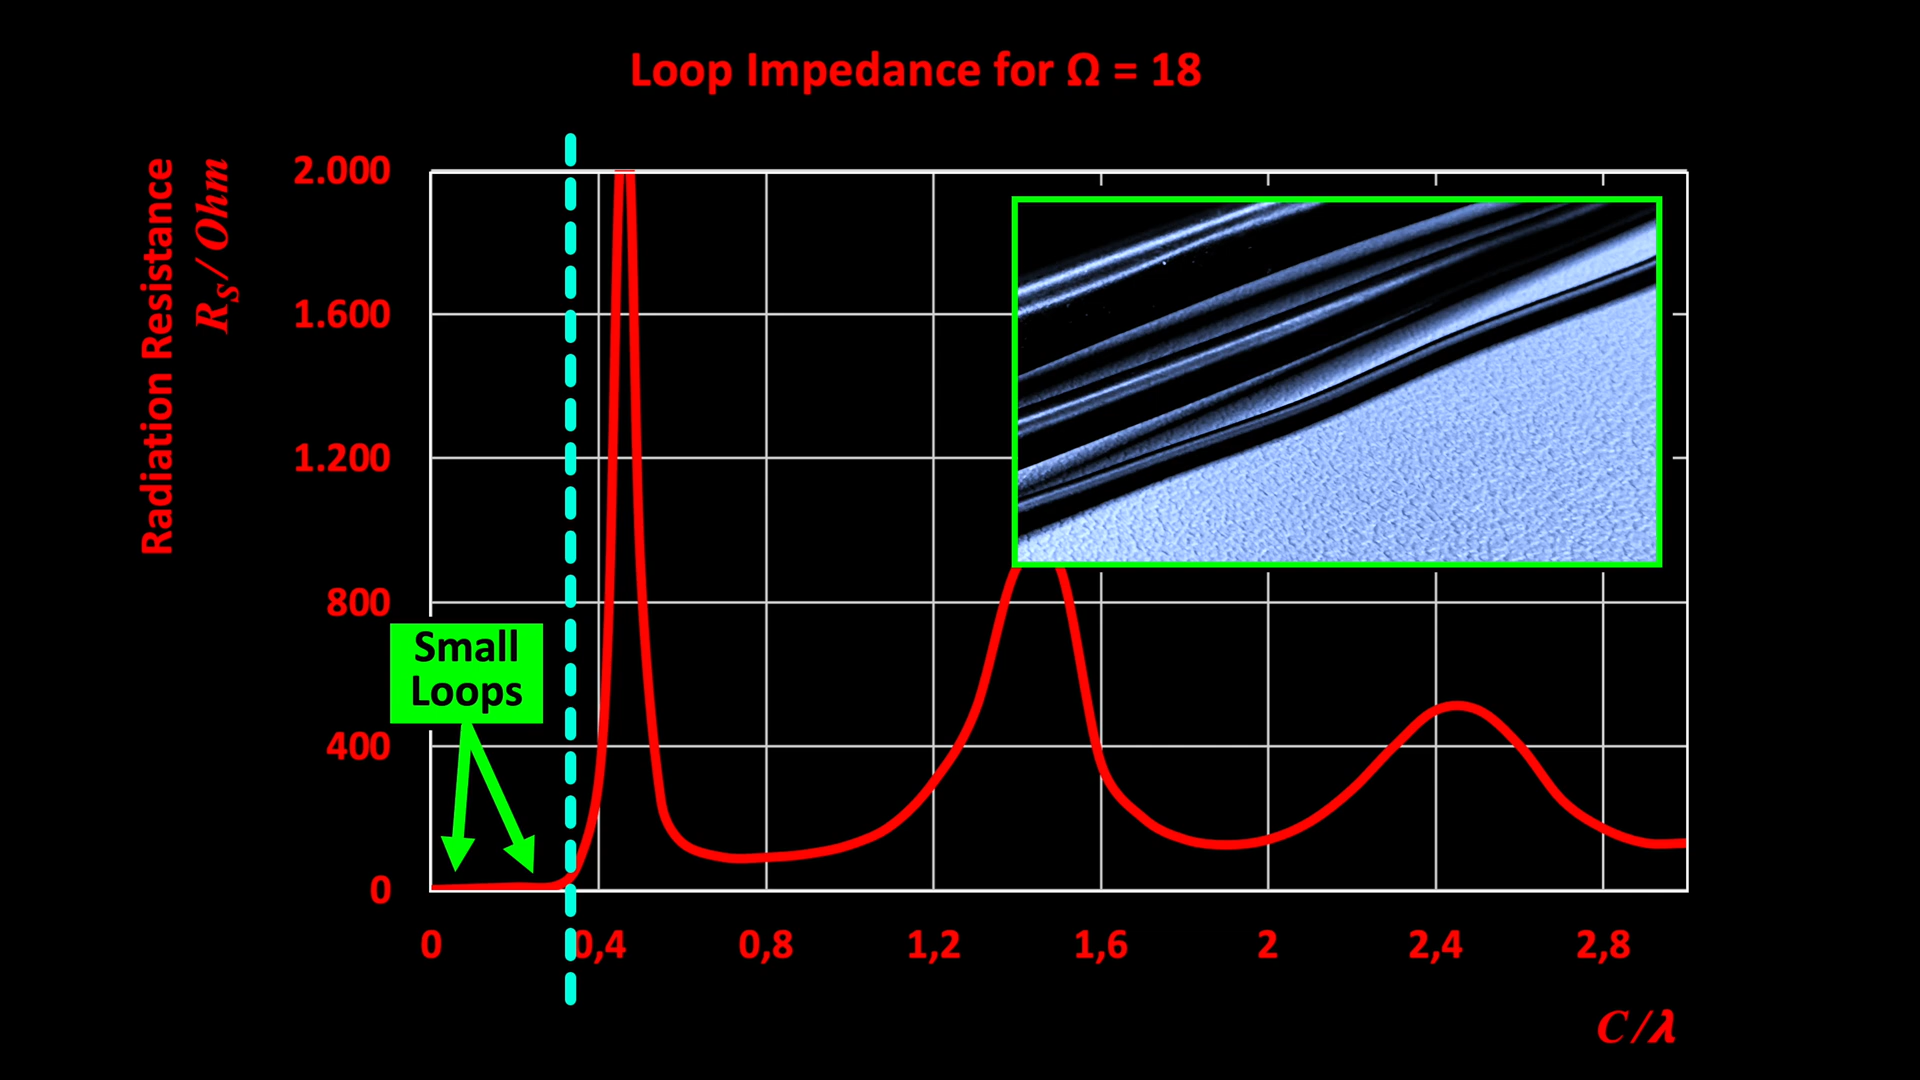 Loop Impedance for Ω = 18
Radiation Resistance
R_S / Ohm
2.000
1.600
1.200
800
400
0
Small
Loops
0
0,4
0,8
1,2
1,6
2
2,4
2,8
C/λ